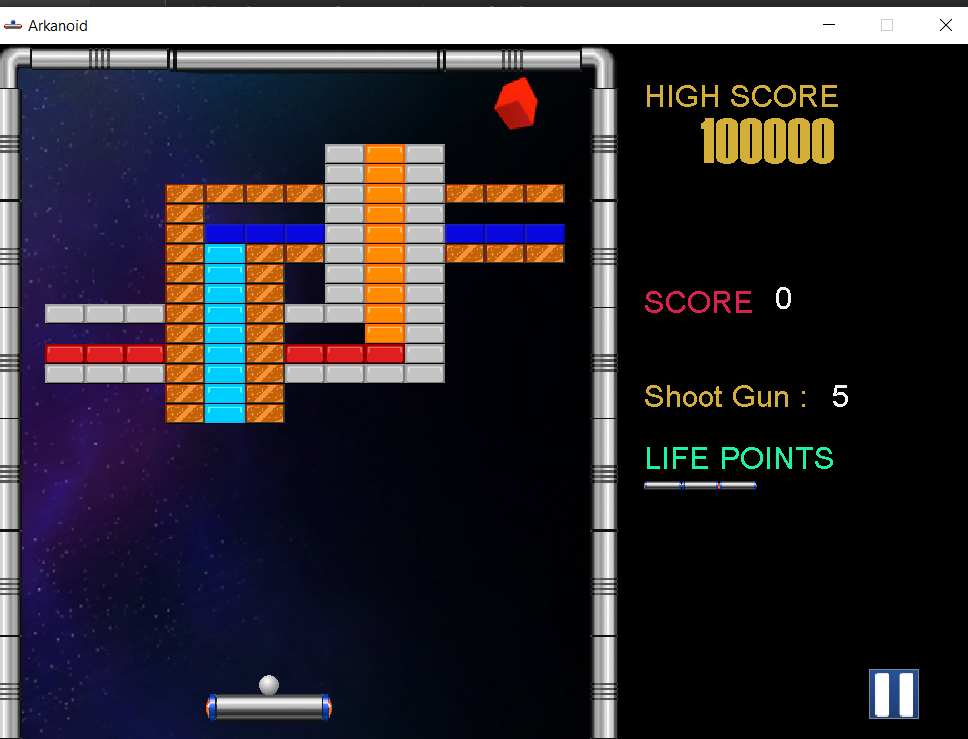 Arkanoid
HIGH SCORE
100000
SCORE 0
Shoot Gun : 5
LIFE POINTS